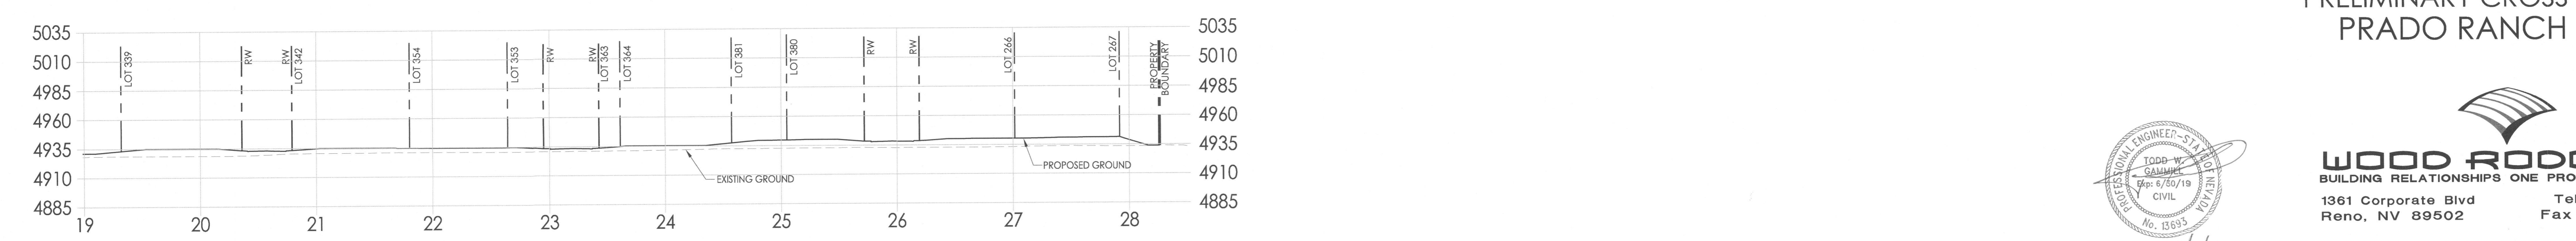 PRELIMINARY CROSS
PRADO RANCH
5035
5010
4985
4960
4935
4910
4885
LOT 339
RW
RW
LOT 342
LOT 354
LOT 353
RW
RW
LOT 363
LOT 364
LOT 381
LOT 380
RW
RW
LOT 266
LOT 267
PROPERTY
BOUNDARY
5035
5010
4985
4960
4935
4910
4885
EXISTING GROUND
PROPOSED GROUND
19 20 21 22 23 24 25 26 27 28
PROFESSIONAL ENGINEER-STATE OF NEVADA
TODD W.
GAMMILL
Exp: 6/30/19
CIVIL
No. 13693
WOOD RODG
BUILDING RELATIONSHIPS ONE PRO
1361 Corporate Blvd Tel
Reno, NV 89502 Fax